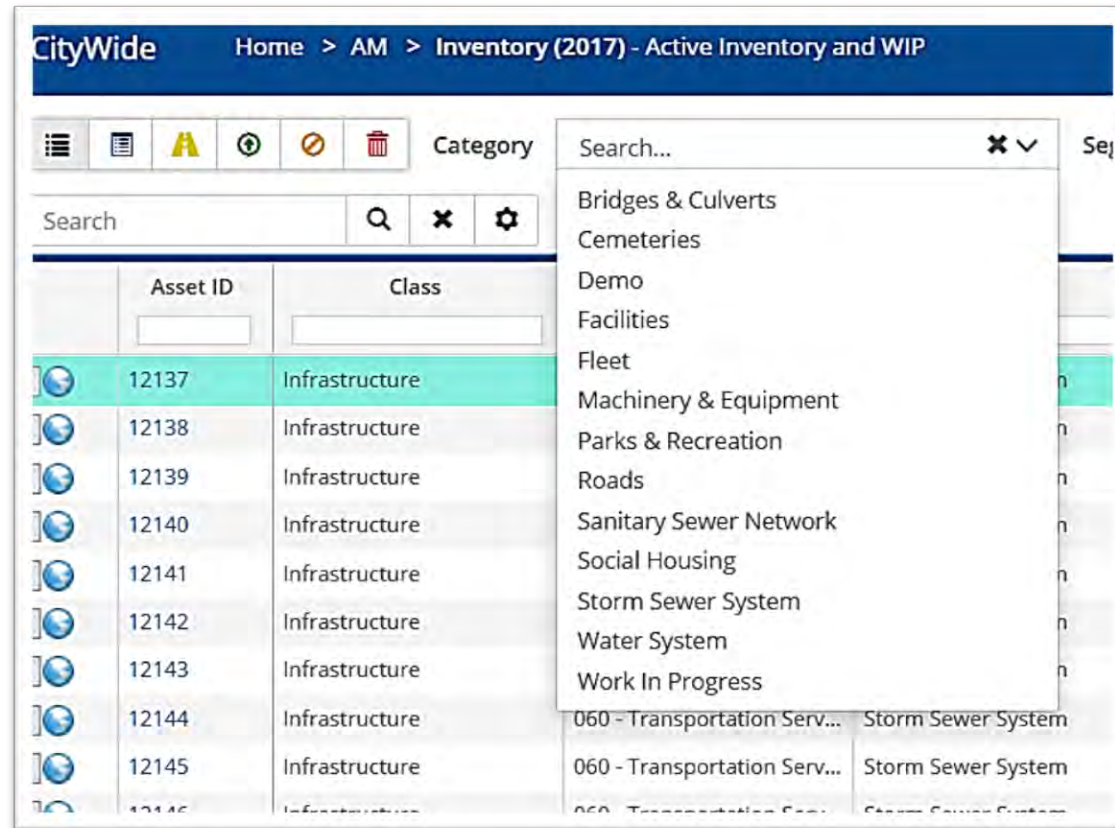 CityWide Home > AM > Inventory (2017) - Active Inventory and WIP
Category Search...
Search
Bridges & Culverts
Cemeteries
Demo
Facilities
Fleet
Machinery & Equipment
Parks & Recreation
Roads
Sanitary Sewer Network
Social Housing
Storm Sewer System
Water System
Work In Progress
Asset ID Class
12137 Infrastructure
12138 Infrastructure
12139 Infrastructure
12140 Infrastructure
12141 Infrastructure
12142 Infrastructure
12143 Infrastructure
12144 Infrastructure 060 - Transportation Serv... Storm Sewer System
12145 Infrastructure 060 - Transportation Serv... Storm Sewer System